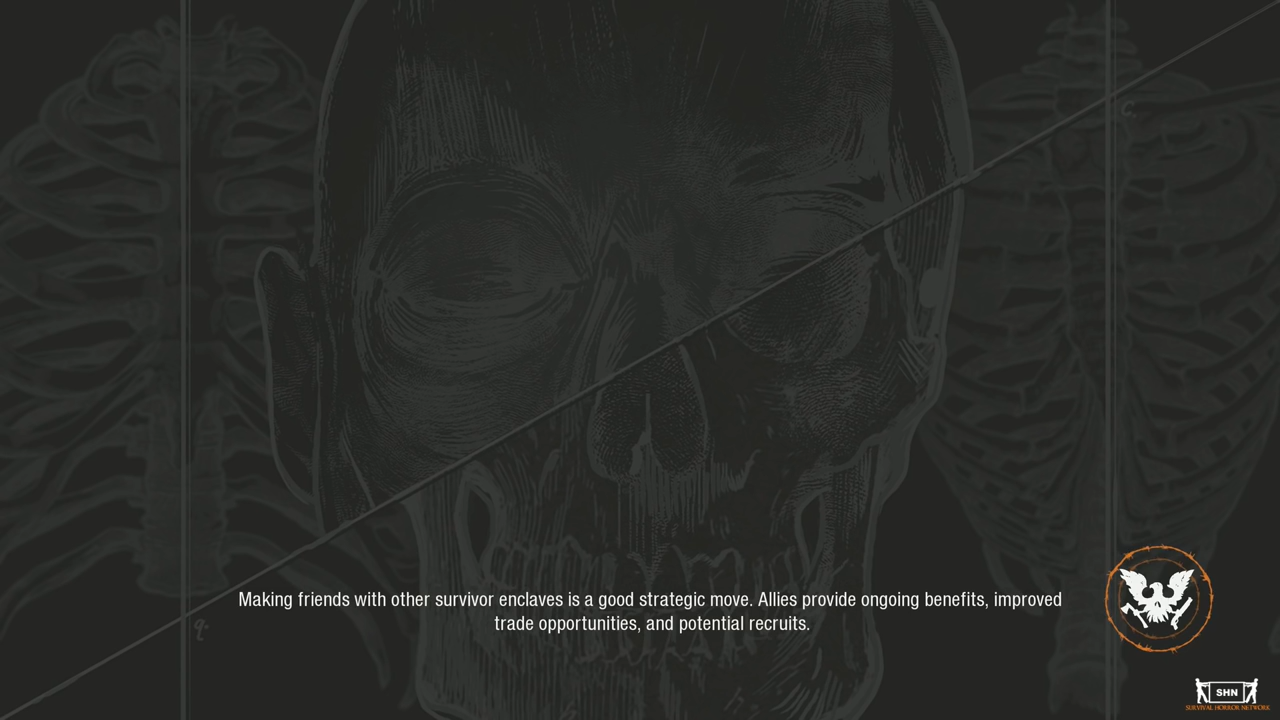 c.
Making friends with other survivor enclaves is a good strategic move. Allies provide ongoing benefits, improved
trade opportunities, and potential recruits.
q.
SHN
SURVIVAL HORROR NETWORK